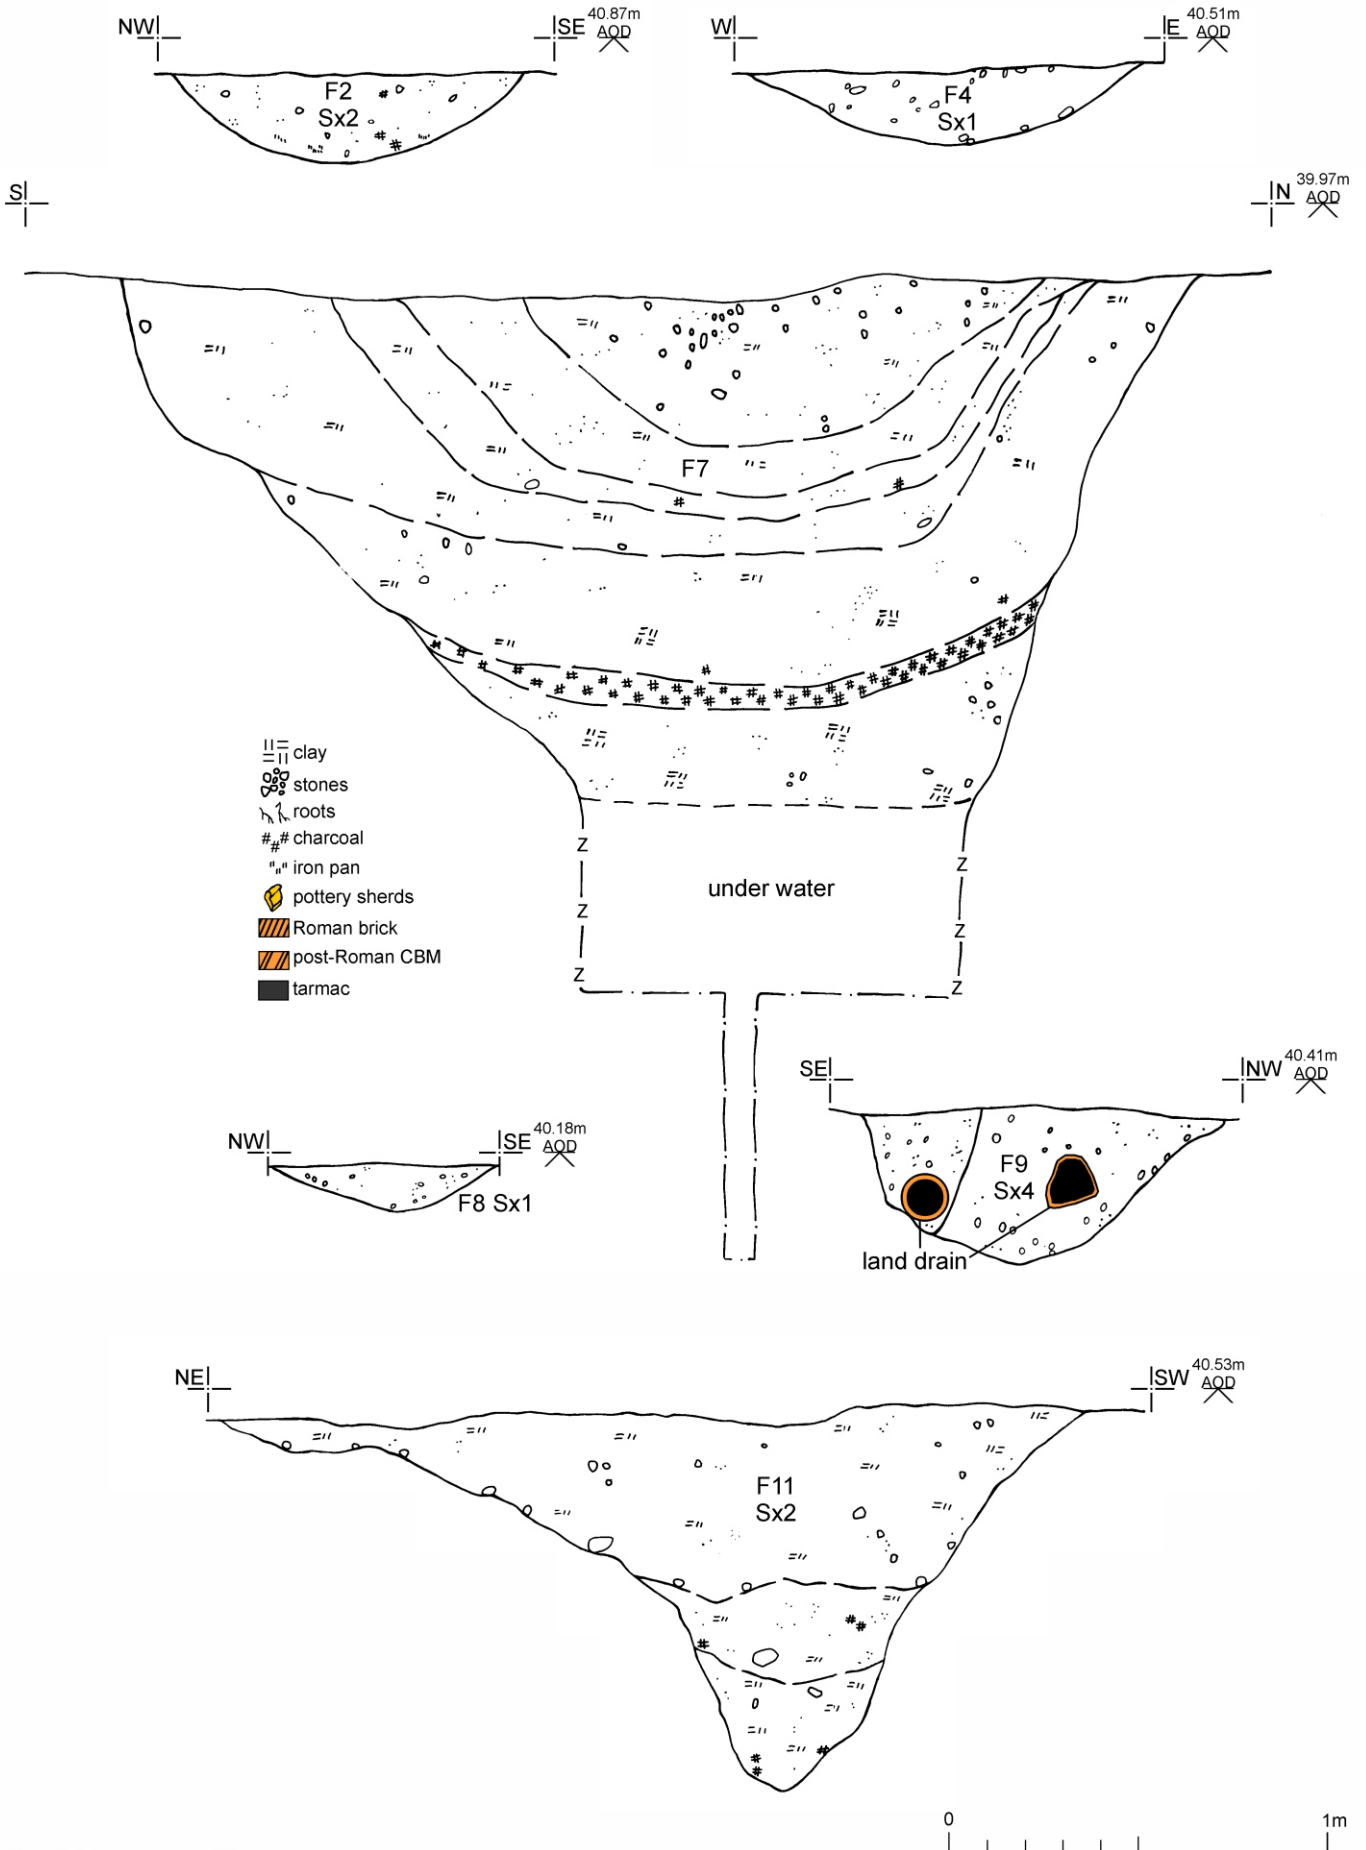 NW SE 40.87m
AOD
W E 40.51m
AOD
F2
Sx2
F4
Sx1
S N 39.97m
AOD
F7
clay
stones
roots
charcoal
iron pan
pottery sherds
Roman brick
post-Roman CBM
tarmac
under water
Z
Z
Z
Z
Z
Z
SE NW 40.41m
AOD
NW SE 40.18m
AOD
F8 Sx1
F9
Sx4
land drain
NE SW 40.53m
AOD
F11
Sx2
0 1m